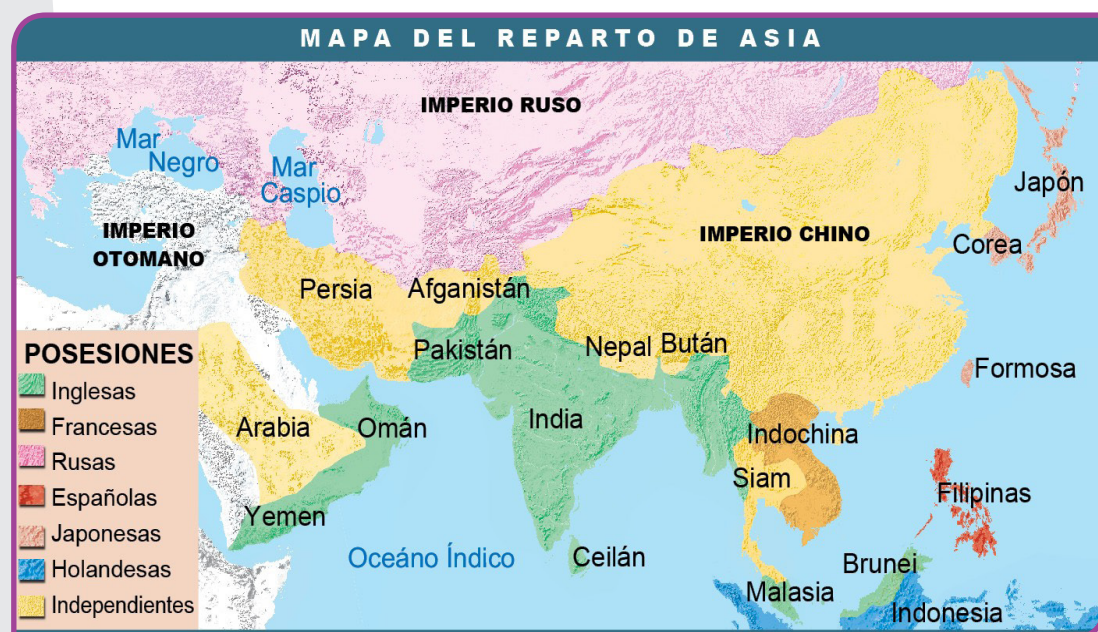 MAPA DEL REPARTO DE ASIA
IMPERIO RUSO
Mar
Negro
Mar
Caspio
Japón
IMPERIO
OTOMANO
IMPERIO CHINO
Corea
Persia
Afganistán
Pakistán
Nepal
Bután
Formosa
POSESIONES
Inglesas
Francesas
Rusas
Españolas
Japonesas
Holandesas
Independientes
Arabia
Omán
India
Indochina
Siam
Filipinas
Yemen
Océano Índico
Ceilán
Brunei
Malasia
Indonesia